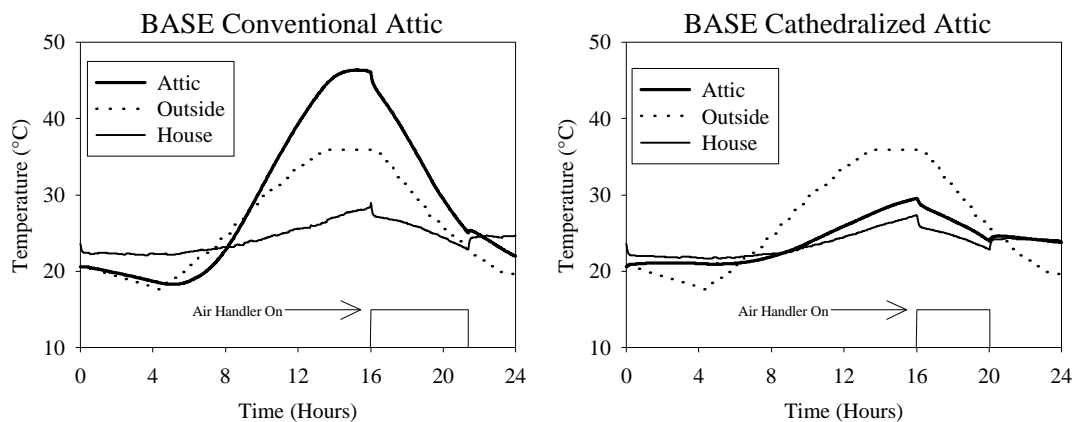 BASE Conventional Attic
50
40
30
20
10
Temperature (°C)
Attic
Outside
House
Air Handler On
0
4
8
12
16
20
24
Time (Hours)
BASE Cathedralized Attic
50
40
30
20
10
Temperature (°C)
Attic
Outside
House
Air Handler On
0
4
8
12
16
20
24
Time (Hours)